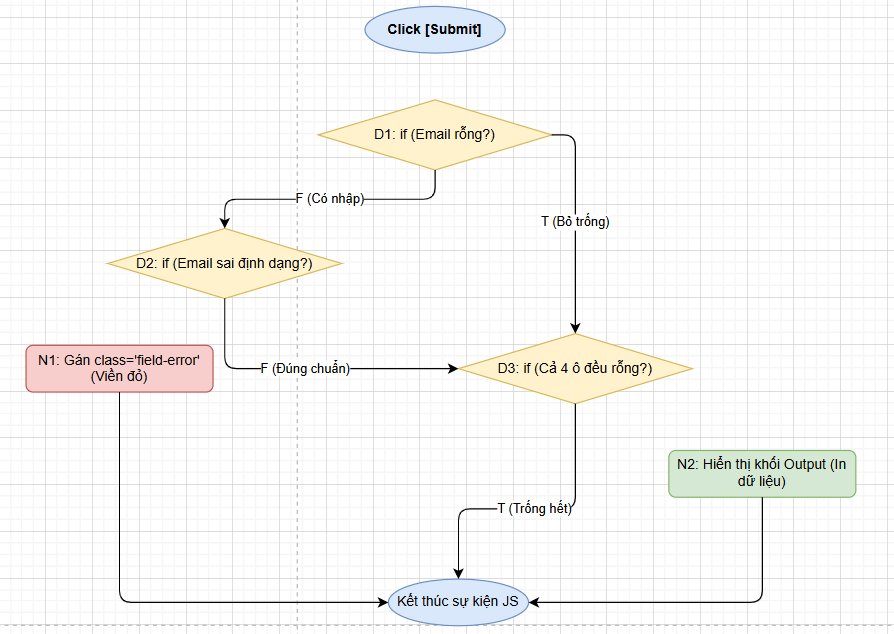 Click [Submit]
D1: if (Email rỗng?)
F (Có nhập)
T (Bỏ trống)
D2: if (Email sai định dạng?)
N1: Gán class='field-error'
(Viền đỏ)
F (Đúng chuẩn)
D3: if (Cả 4 ô đều rỗng?)
N2: Hiển thị khối Output (In
dữ liệu)
T (Trống hết)
Kết thúc sự kiện JS